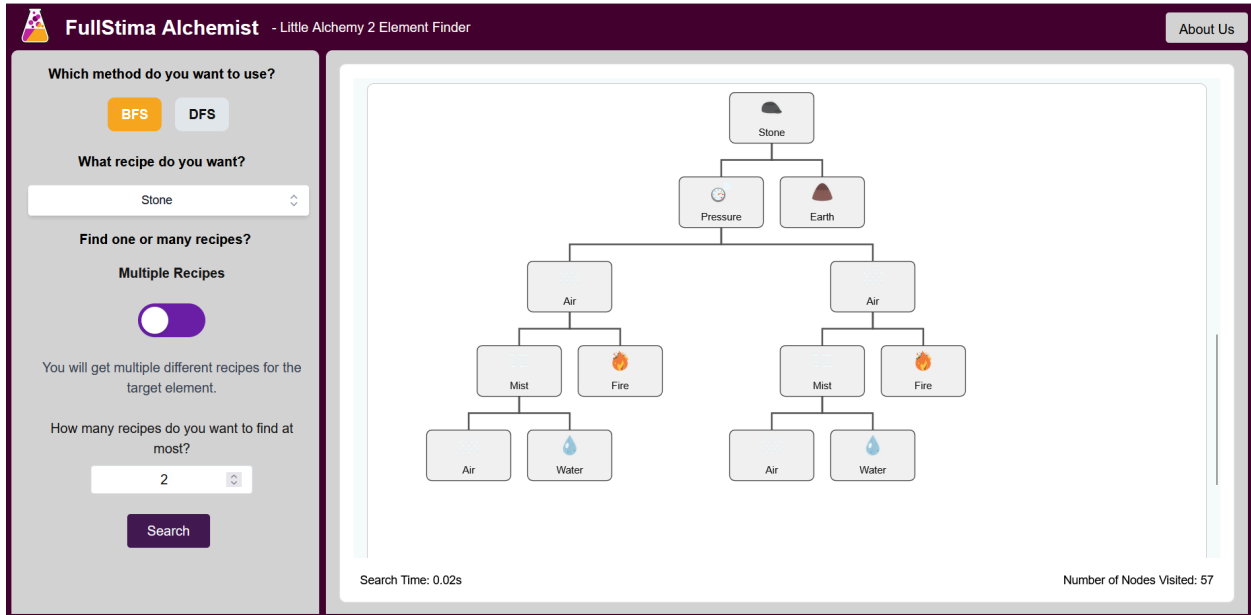 FullStima Alchemist - Little Alchemy 2 Element Finder
About Us
Which method do you want to use?
BFS DFS
What recipe do you want?
Stone
Find one or many recipes?
Multiple Recipes
You will get multiple different recipes for the
target element.
How many recipes do you want to find at
most?
2
Search
Stone
Pressure Earth
Air Air
Mist Fire Mist Fire
Air Water Air Water
Search Time: 0.02s
Number of Nodes Visited: 57